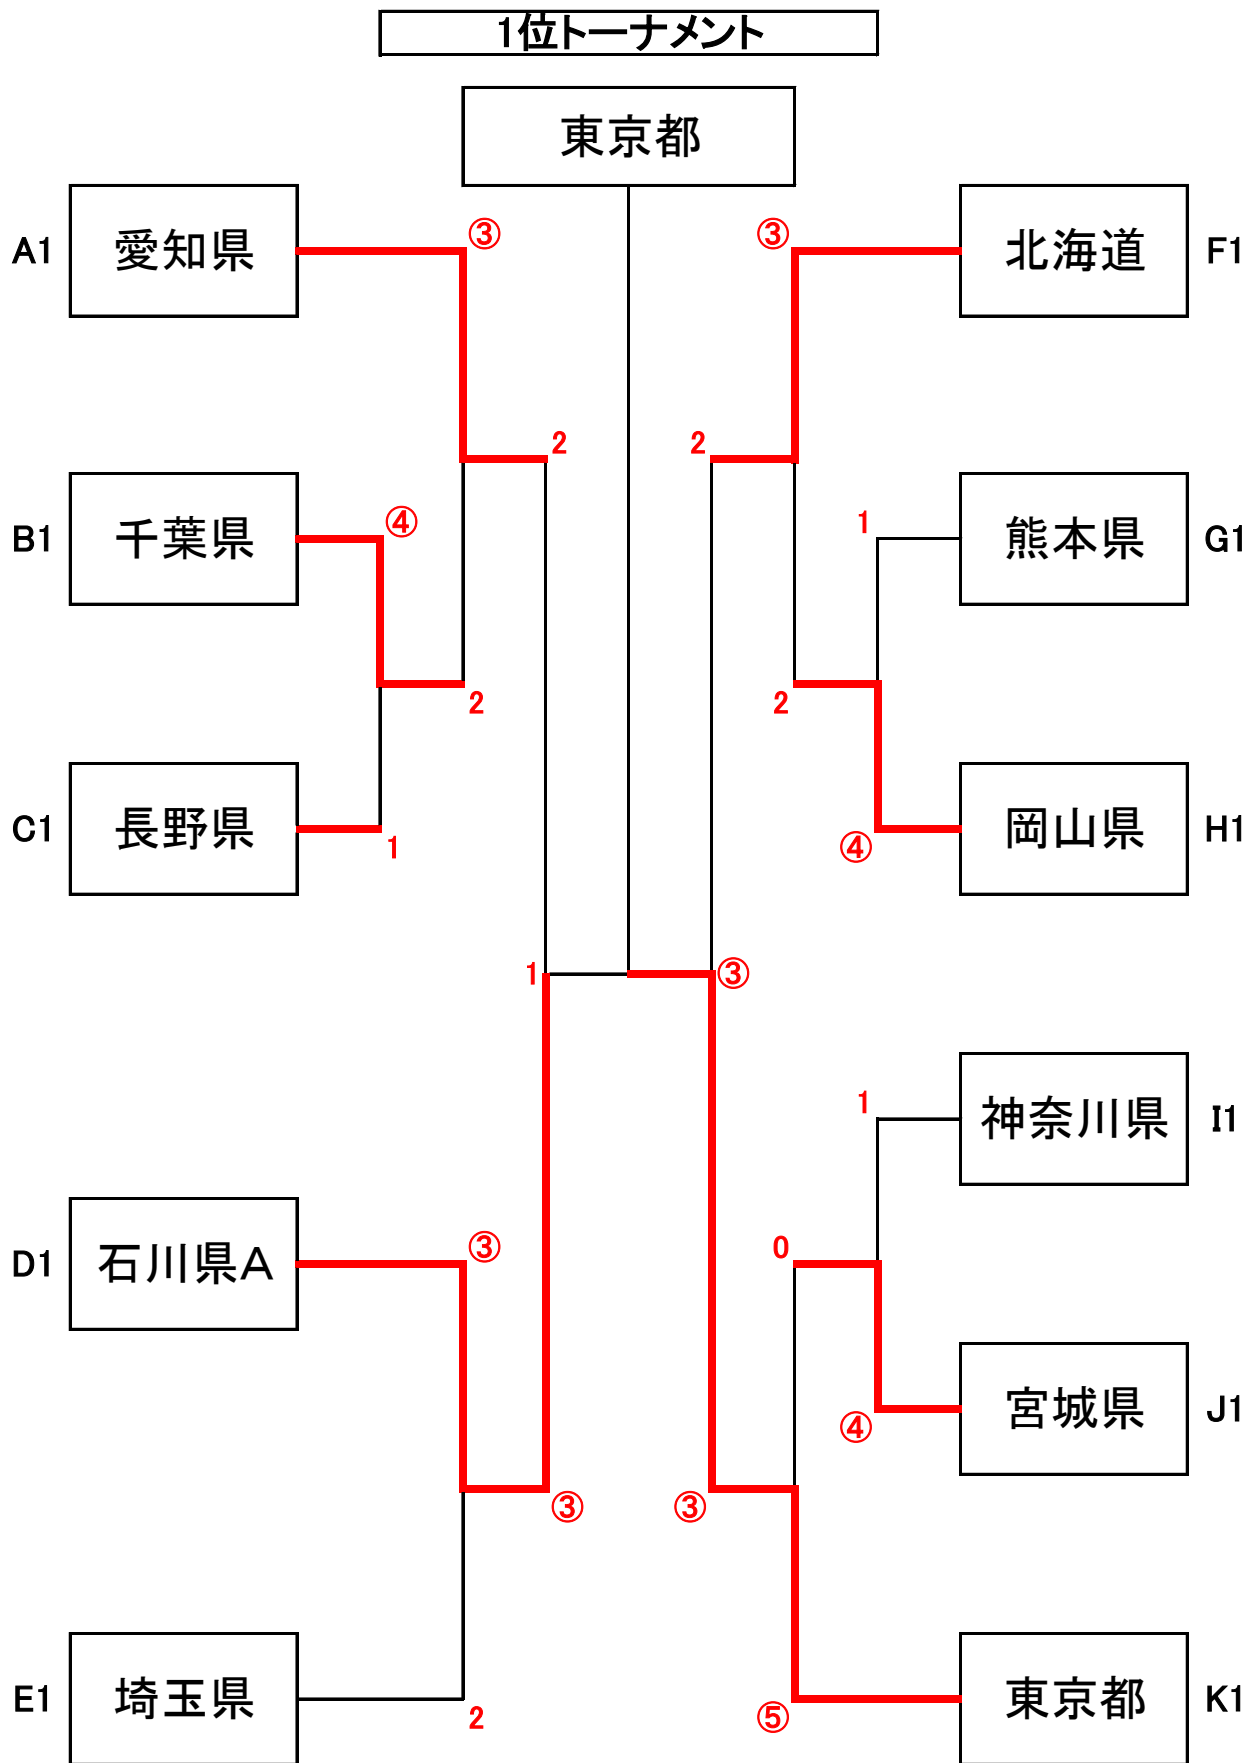 1位トーナメント
東京都
A1 愛知県 ③ ③ 北海道 F1
2 2
B1 千葉県 ④ 1 熊本県 G1
2 2
C1 長野県 1 ④ 岡山県 H1
1 ③
1 神奈川県 I1
D1 石川県A ③ 0
④ 宮城県 J1
③ ③
E1 埼玉県 2 ⑤ 東京都 K1